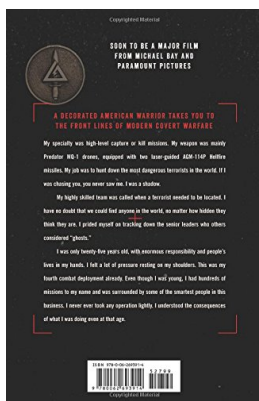 Copyrighted Material
SOON TO BE A MAJOR FILM
FROM MICHAEL BAY AND
PARAMOUNT PICTURES
A DECORATED AMERICAN WARRIOR TAKES YOU TO
THE FRONT LINES OF MODERN COVERT WARFARE
My specialty was high-level capture or kill missions. My weapon was mainly
Predator MQ-1 drones, equipped with two laser-guided AGM-114P Hellfire
missiles. My job was to hunt down the most dangerous terrorists in the world. If I
was chasing you, you never saw me. I was a shadow.
My highly skilled team was called when a terrorist needed to be located. I
have no doubt that we could find anyone in the world, no matter how hidden they
think they are. I prided myself on tracking down the senior leaders who others
considered “ghosts.”
I was only twenty-five years old, with enormous responsibility and people's
lives in my hands. I felt a lot of pressure resting on my shoulders. This was my
fourth combat deployment already. Even though I was young, I had hundreds of
missions to my name and was surrounded by some of the smartest people in this
business. I never ever took any operation lightly. I understood the consequences
of what I was doing even at that age.
ISBN 978-0-06-269391-4
52799
9 780062 693914
Copyrighted Material